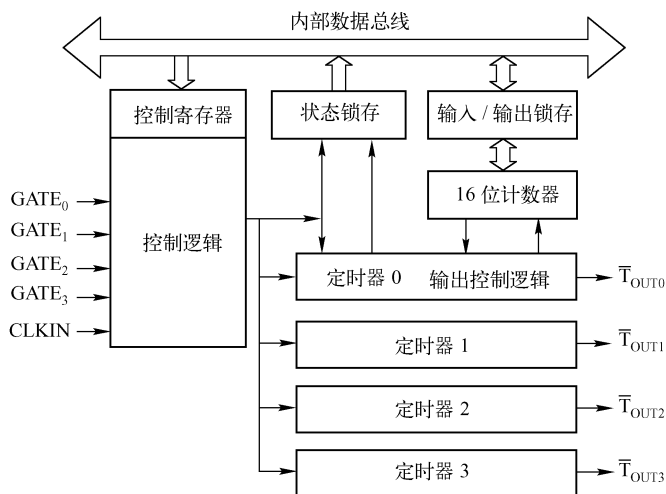 内部数据总线
控制寄存器
状态锁存
输入 / 输出锁存
16 位计数器
GATE₀
GATE₁
GATE₂
GATE₃
CLKIN
控制逻辑
定时器 0 输出控制逻辑
T̅OUT0
定时器 1
T̅OUT1
定时器 2
T̅OUT2
定时器 3
T̅OUT3